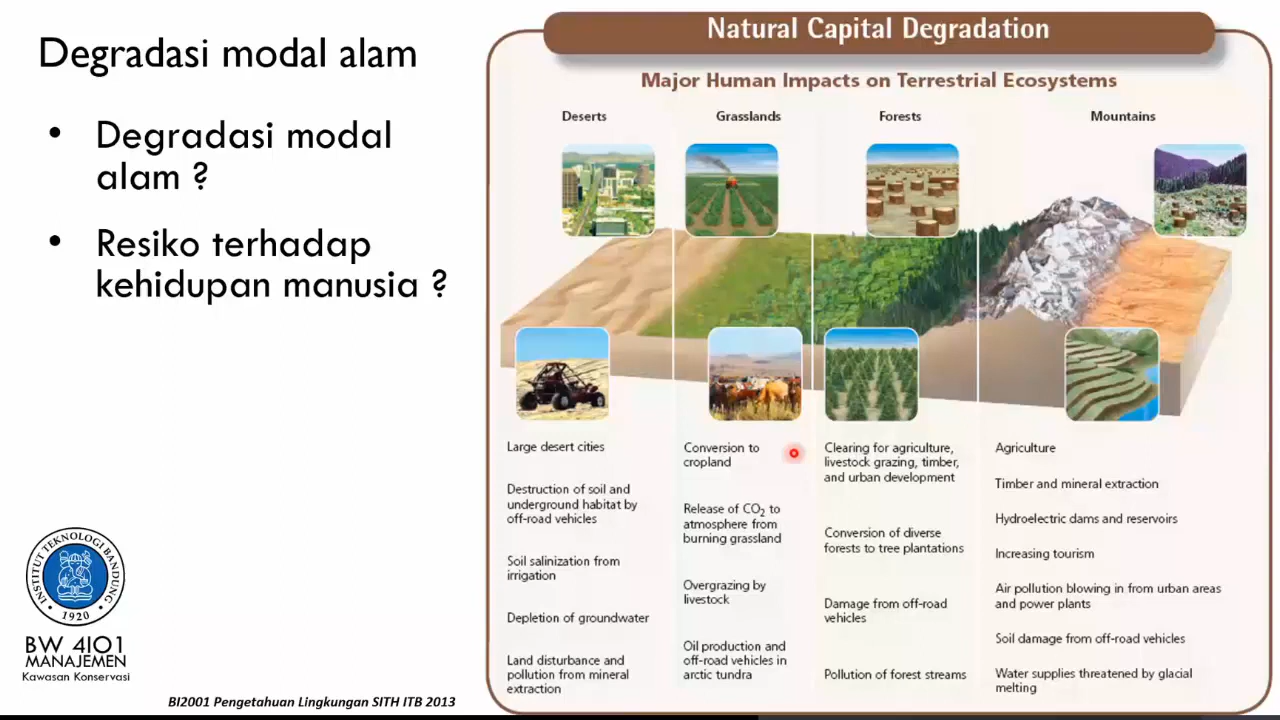 Degradasi modal alam
• Degradasi modal
alam ?
• Resiko terhadap
kehidupan manusia ?
INSTITUT TEKNOLOGI BANDUNG
1920
BW 4101
MANAJEMEN
Kawasan Konservasi
BI2001 Pengetahuan Lingkungan SITH ITB 2013
Natural Capital Degradation
Major Human Impacts on Terrestrial Ecosystems
Deserts
Large desert cities
Destruction of soil and
underground habitat by
off-road vehicles
Soil salinization from
irrigation
Depletion of groundwater
Land disturbance and
pollution from mineral
extraction
Grasslands
Conversion to
cropland
Release of CO2 to
atmosphere from
burning grassland
Overgrazing by
livestock
Oil production and
off-road vehicles in
arctic tundra
Forests
Clearing for agriculture,
livestock grazing, timber,
and urban development
Conversion of diverse
forests to tree plantations
Damage from off-road
vehicles
Pollution of forest streams
Mountains
Agriculture
Timber and mineral extraction
Hydroelectric dams and reservoirs
Increasing tourism
Air pollution blowing in from urban areas
and power plants
Soil damage from off-road vehicles
Water supplies threatened by glacial
melting